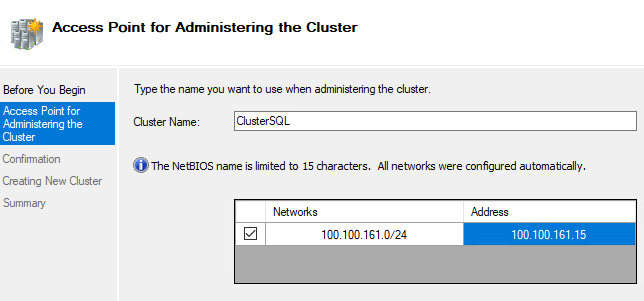 Access Point for Administering the Cluster
Before You Begin
Access Point for
Administering the
Cluster
Confirmation
Creating New Cluster
Summary
Type the name you want to use when administering the cluster.
Cluster Name: ClusterSQL
The NetBIOS name is limited to 15 characters. All networks were configured automatically.
Networks Address
100.100.161.0/24 100.100.161.15